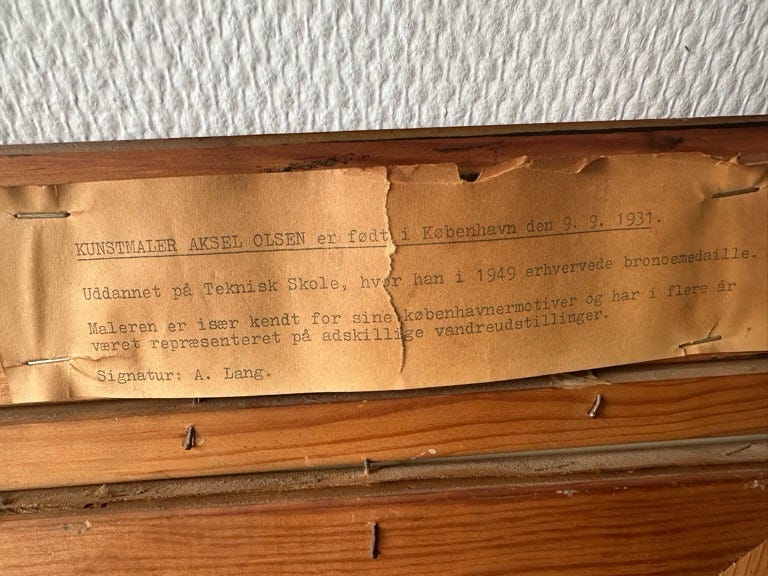 KUNSTMALER AKSEL OLSEN er født i København den 9. 9. 1931.
Uddannet på Teknisk Skole, hvor han i 1949 erhvervede broncemedaille.
Maleren er især kendt for sine københavnermotiver og har i flere år
været repræsenteret på adskillige vandreudstillinger.
Signatur: A. Lang.